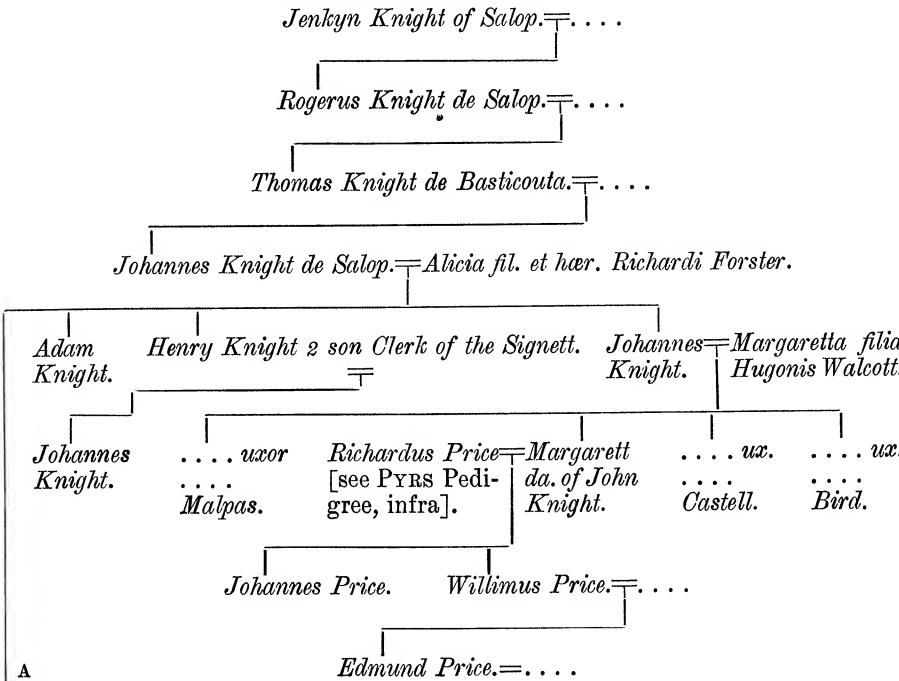 Jenkyn Knight of Salop.=. . . .
Rogerus Knight de Salop.=. . . .
Thomas Knight de Basticouta.=. . . .
Johannes Knight de Salop.=Alicia fil. et hær. Richardi Forster.
Adam Knight.
Henry Knight 2 son Clerk of the Signett.
=
Johannes Knight.=Margaretta filia Hugonis Walcott.
Johannes Knight.
. . . . uxor
. . . .
Malpas.
Richardus Price=Margarett
[see PYRS Pedi-
gree, infra].
da. of John
Knight.
. . . . ux.
. . . .
Castell.
. . . . ux.
. . . .
Bird.
Johannes Price.
Willimus Price.=. . . .
A
Edmund Price.=. . . .